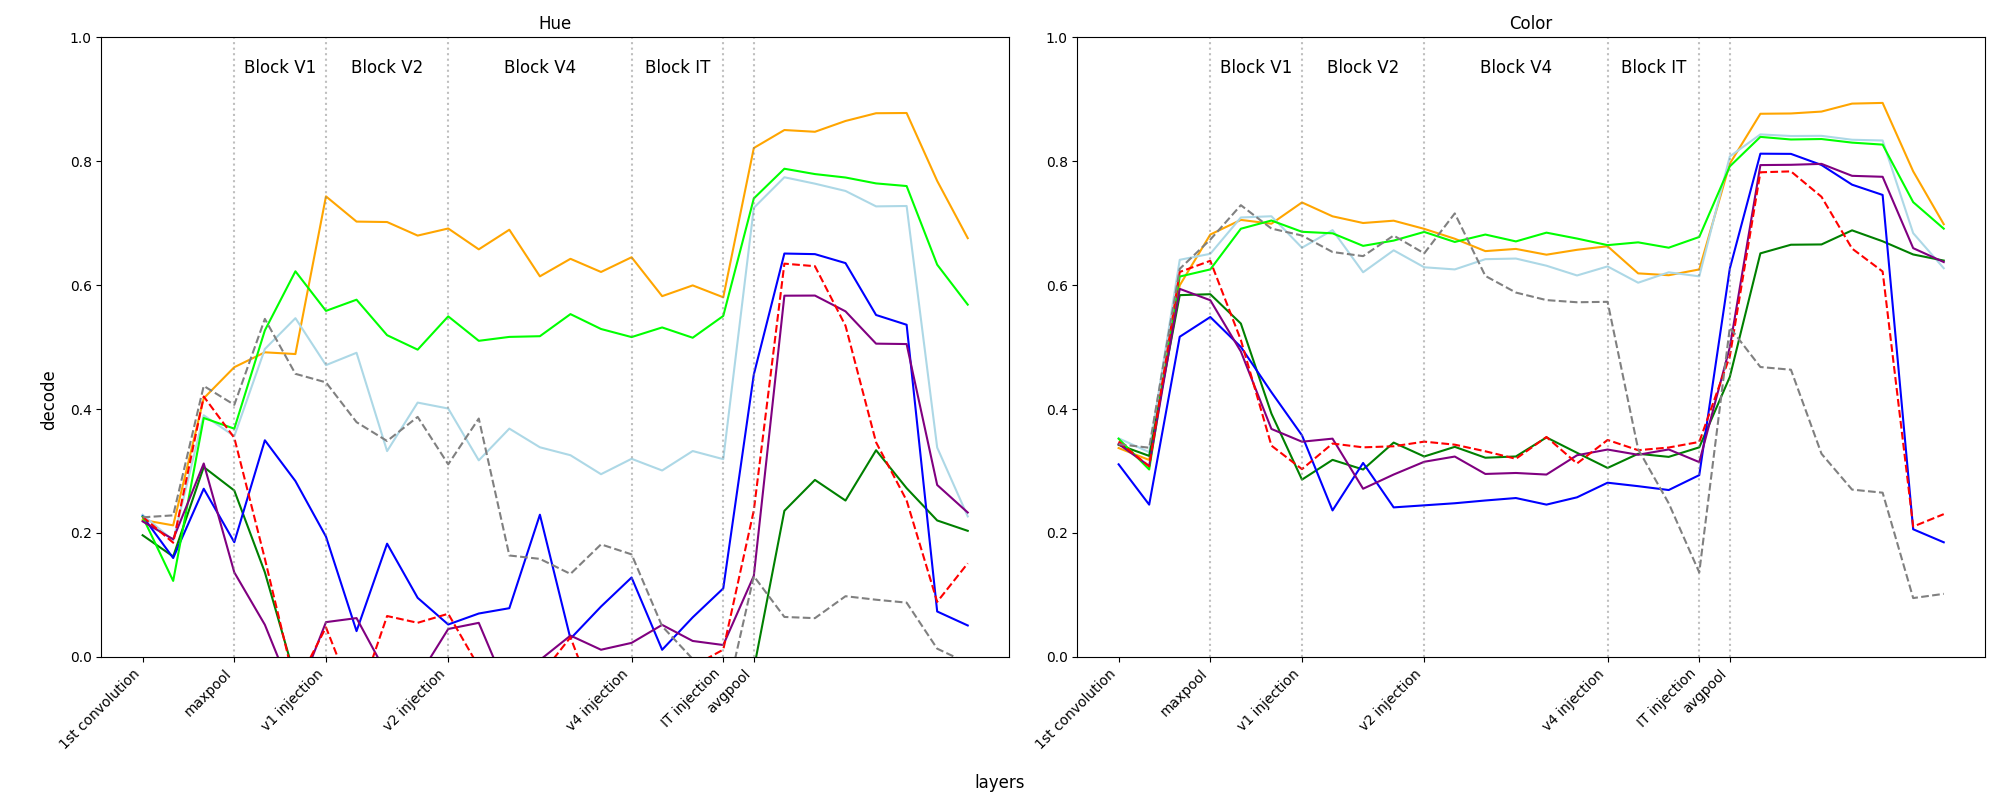 Hue
1.0
0.8
0.6
0.4
0.2
0.0
decode
Block V1
Block V2
Block V4
Block IT
1st convolution
maxpool
v1 injection
v2 injection
v4 injection
IT injection
avgpool
Color
1.0
0.8
0.6
0.4
0.2
0.0
Block V1
Block V2
Block V4
Block IT
1st convolution
maxpool
v1 injection
v2 injection
v4 injection
IT injection
avgpool
layers